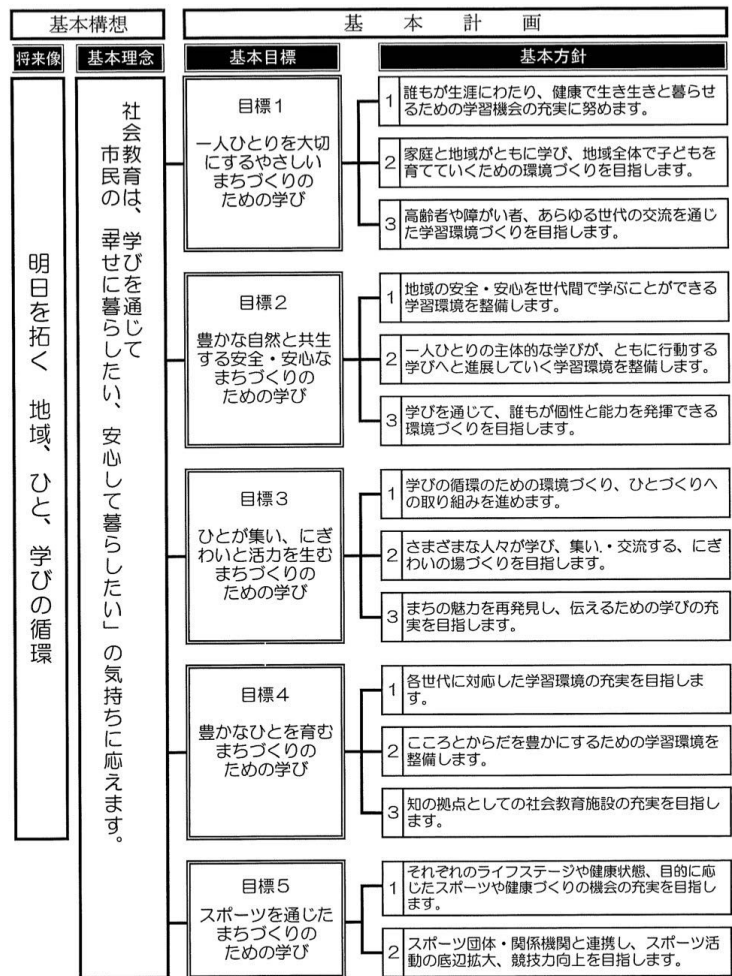 基本構想
基本計画
将来像
基本理念
基本目標
基本方針
明日を拓く 地域、ひと、学びの循環
社会教育は、学びを通じて
市民の「幸せに暮らしたい、安心して暮らしたい」の気持ちに応えます。
目標1
一人ひとりを大切
にするやさしい
まちづくりの
ための学び
1 誰もが生涯にわたり、健康で生き生きと暮らせ
るための学習機会の充実に努めます。
2 家庭と地域がともに学び、地域全体で子どもを
育てていくための環境づくりを目指します。
3 高齢者や障がい者、あらゆる世代の交流を通じ
た学習環境づくりを目指します。
目標2
豊かな自然と共生
する安全・安心な
まちづくりの
ための学び
1 地域の安全・安心を世代間で学ぶことができる
学習環境を整備します。
2 一人ひとりの主体的な学びが、ともに行動する
学びへと進展していく学習環境を整備します。
3 学びを通じて、誰もが個性と能力を発揮できる
環境づくりを目指します。
目標3
ひとが集い、にぎ
わいと活力を生む
まちづくりの
ための学び
1 学びの循環のための環境づくり、ひとづくりへ
の取り組みを進めます。
2 さまざまな人々が学び、集い.・交流する、にぎ
わいの場づくりを目指します。
3 まちの魅力を再発見し、伝えるための学びの充
実を目指します。
目標4
豊かなひとを育む
まちづくりの
ための学び
1 各世代に対応した学習環境の充実を目指しま
す。
2 こころとからだを豊かにするための学習環境を
整備します。
3 知の拠点としての社会教育施設の充実を目指し
ます。
目標5
スポーツを通じた
まちづくりの
ための学び
1 それぞれのライフステージや健康状態、目的に応
じたスポーツや健康づくりの機会の充実を目指し
ます。
2 スポーツ団体・関係機関と連携し、スポーツ活
動の底辺拡大、競技力向上を目指します。